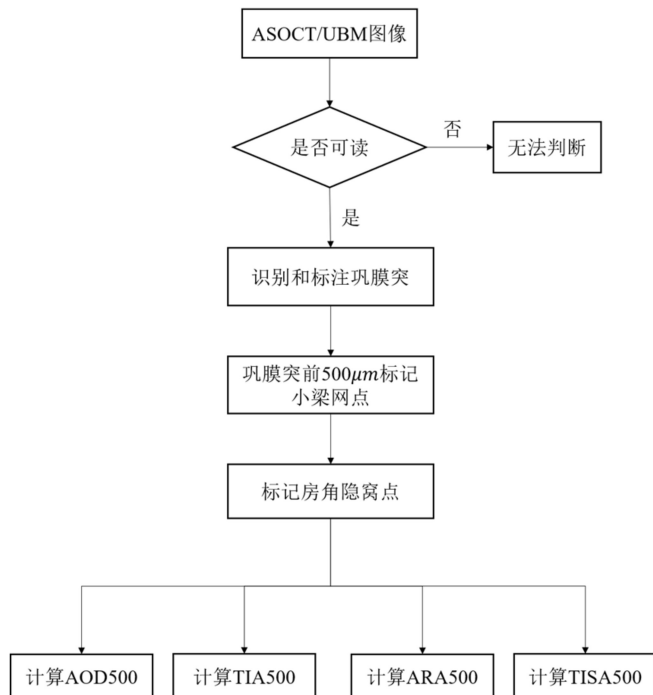 ASOCT/UBM图像
是否可读
否
无法判断
是
识别和标注巩膜突
巩膜突前500μm标记
小梁网点
标记房角隐窝点
计算AOD500
计算TIA500
计算ARA500
计算TISA500